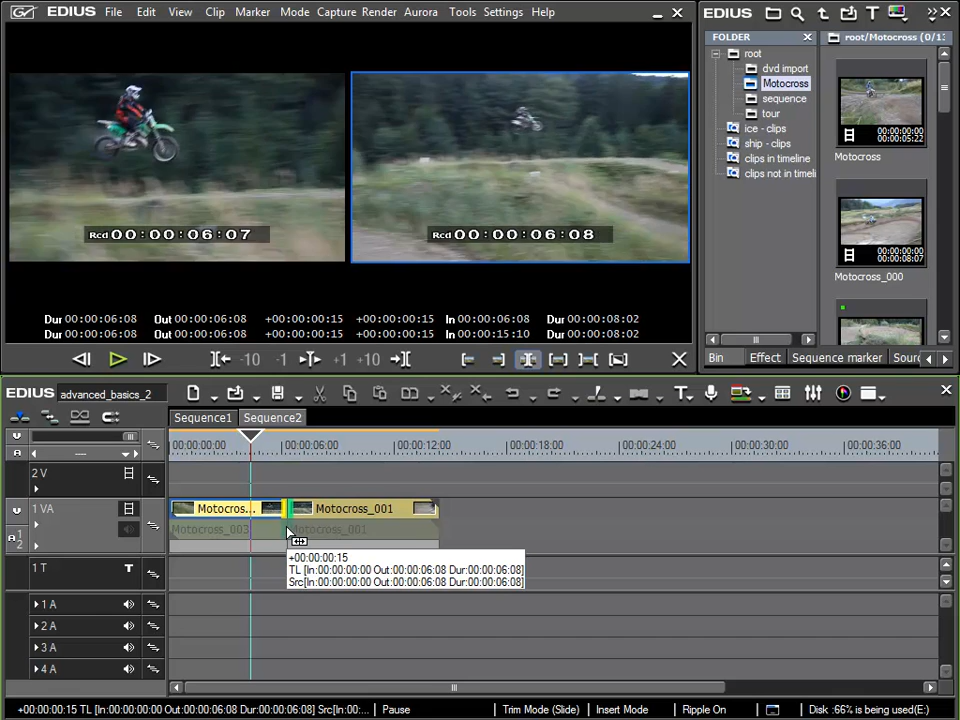 EDIUS File Edit View Clip Marker Mode Capture Render Aurora Tools Settings Help
EDIUS
FOLDER
root/Motocross (0/1
root
dvd import
Motocross
sequence
tour
ice - clips
ship - clips
clips in timeline
clips not in timeli
00:00:00:00
00:00:05:22
Motocross
00:00:00:00
00:00:08:07
Motocross_000
Rcd 00:00:06:07
Rcd 00:00:06:08
Dur 00:00:06:08 Out 00:00:06:08 +00:00:00:15 +00:00:00:15 In 00:00:06:08 Dur 00:00:08:02
Dur 00:00:06:08 Out 00:00:06:08 +00:00:00:15 +00:00:00:15 In 00:00:15:10 Dur 00:00:08:02
-10 -1 +1 +10
Bin Effect Sequence marker Sour
EDIUS advanced_basics_2
Sequence1 Sequence2
00:00:00:00 00:00:06:00 00:00:12:00 00:00:18:00 00:00:24:00 00:00:30:00 00:00:36:00
2 V
1 VA
Motocros... Motocross_001
Motocross_003 Motocross_001
1
2
+00:00:00:15
TL [In:00:00:00:00 Out:00:00:06:08 Dur:00:00:06:08]
Src[In:00:00:00:00 Out:00:00:06:08 Dur:00:00:06:08]
1 T T
1 A
2 A
3 A
4 A
+00:00:00:15 TL [In:00:00:00:00 Out:00:00:06:08 Dur:00:00:06:08] Src[In:00:... Pause Trim Mode (Slide) Insert Mode Ripple On Disk :66% is being used(E:)